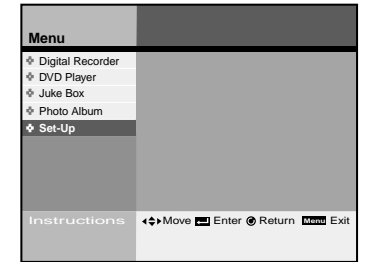 Menu
Digital Recorder
DVD Player
Juke Box
Photo Album
Set-Up
Instructions Move Enter Return Menu Exit